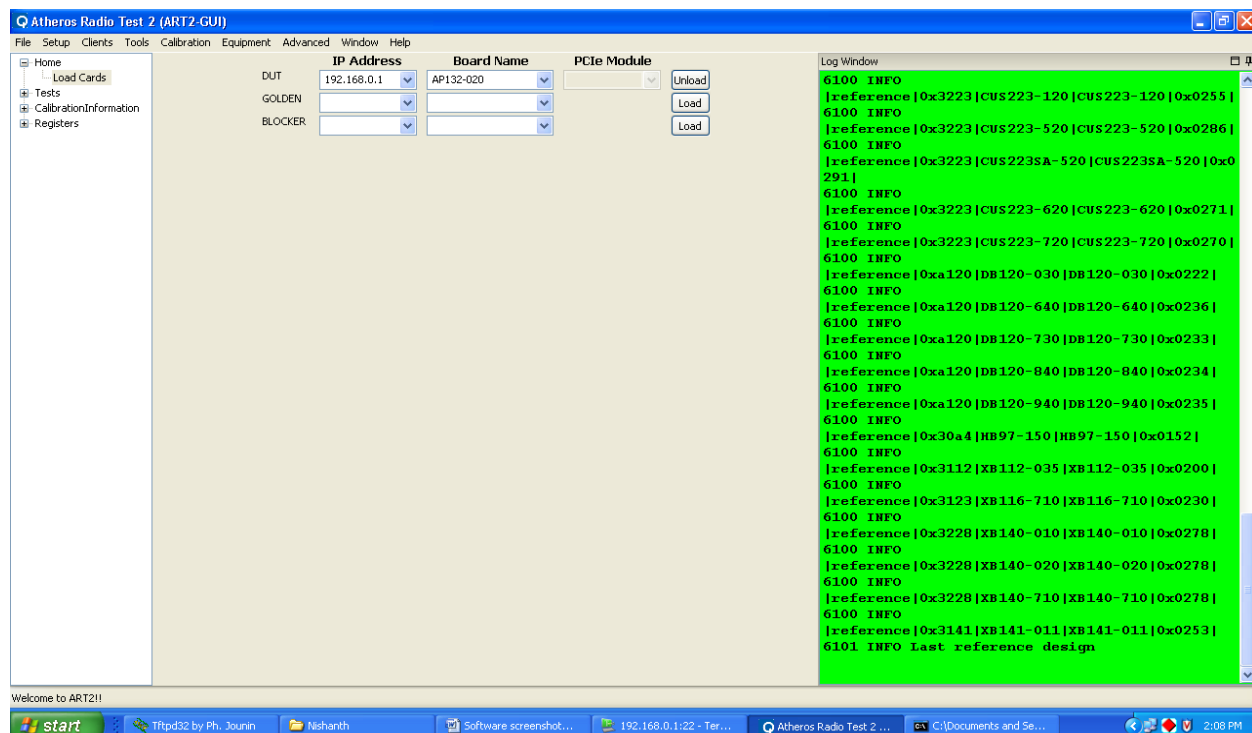 Atheros Radio Test 2 (ART2-GUI)
File Setup Clients Tools Calibration Equipment Advanced Window Help
Home
Load Cards
Tests
CalibrationInformation
Registers
IP Address Board Name PCIe Module
DUT 192.168.0.1 AP132-020 Unload
GOLDEN Load
BLOCKER Load
Log Window
6100 INFO
|reference|0x3223|CUS223-120|CUS223-120|0x0255|
6100 INFO
|reference|0x3223|CUS223-520|CUS223-520|0x0286|
6100 INFO
|reference|0x3223|CUS223SA-520|CUS223SA-520|0x0
291|
6100 INFO
|reference|0x3223|CUS223-620|CUS223-620|0x0271|
6100 INFO
|reference|0x3223|CUS223-720|CUS223-720|0x0270|
6100 INFO
|reference|0xa120|DB120-030|DB120-030|0x0222|
6100 INFO
|reference|0xa120|DB120-640|DB120-640|0x0236|
6100 INFO
|reference|0xa120|DB120-730|DB120-730|0x0233|
6100 INFO
|reference|0xa120|DB120-840|DB120-840|0x0234|
6100 INFO
|reference|0xa120|DB120-940|DB120-940|0x0235|
6100 INFO
|reference|0x30a4|HB97-150|HB97-150|0x0152|
6100 INFO
|reference|0x3112|XB112-035|XB112-035|0x0200|
6100 INFO
|reference|0x3123|XB116-710|XB116-710|0x0230|
6100 INFO
|reference|0x3228|XB140-010|XB140-010|0x0278|
6100 INFO
|reference|0x3228|XB140-020|XB140-020|0x0278|
6100 INFO
|reference|0x3228|XB140-710|XB140-710|0x0278|
6100 INFO
|reference|0x3141|XB141-011|XB141-011|0x0253|
6101 INFO Last reference design
Welcome to ART2!!
start Tftpd32 by Ph. Jounin Nishanth Software screenshot... 192.168.0.1:22 - Ter... Atheros Radio Test 2 ... C:\Documents and Se... 2:08 PM